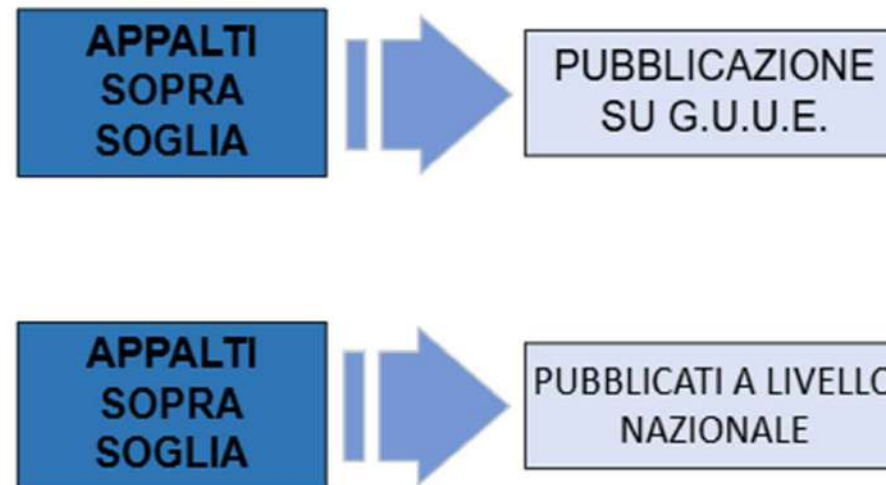 APPALTI
SOPRA
SOGLIA
PUBBLICAZIONE
SU G.U.U.E.
APPALTI
SOPRA
SOGLIA
PUBBLICATI A LIVELLO
NAZIONALE